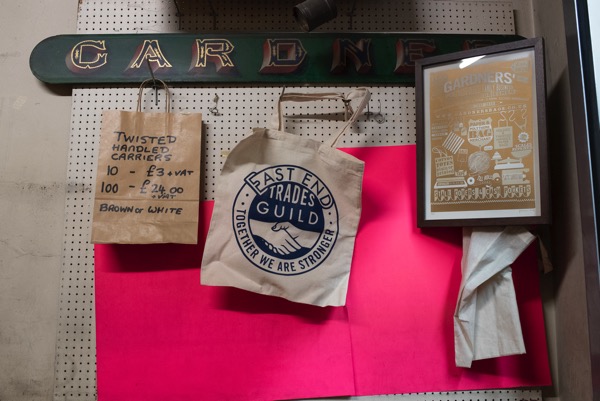 GARDNE
TWISTED
HANDLED
CARRIERS
10 - £3 + VAT
100 - £24.00
+ VAT
BROWN or WHITE
EAST END
TRADES
GUILD
TOGETHER WE ARE STRONGER
GARDNERS'